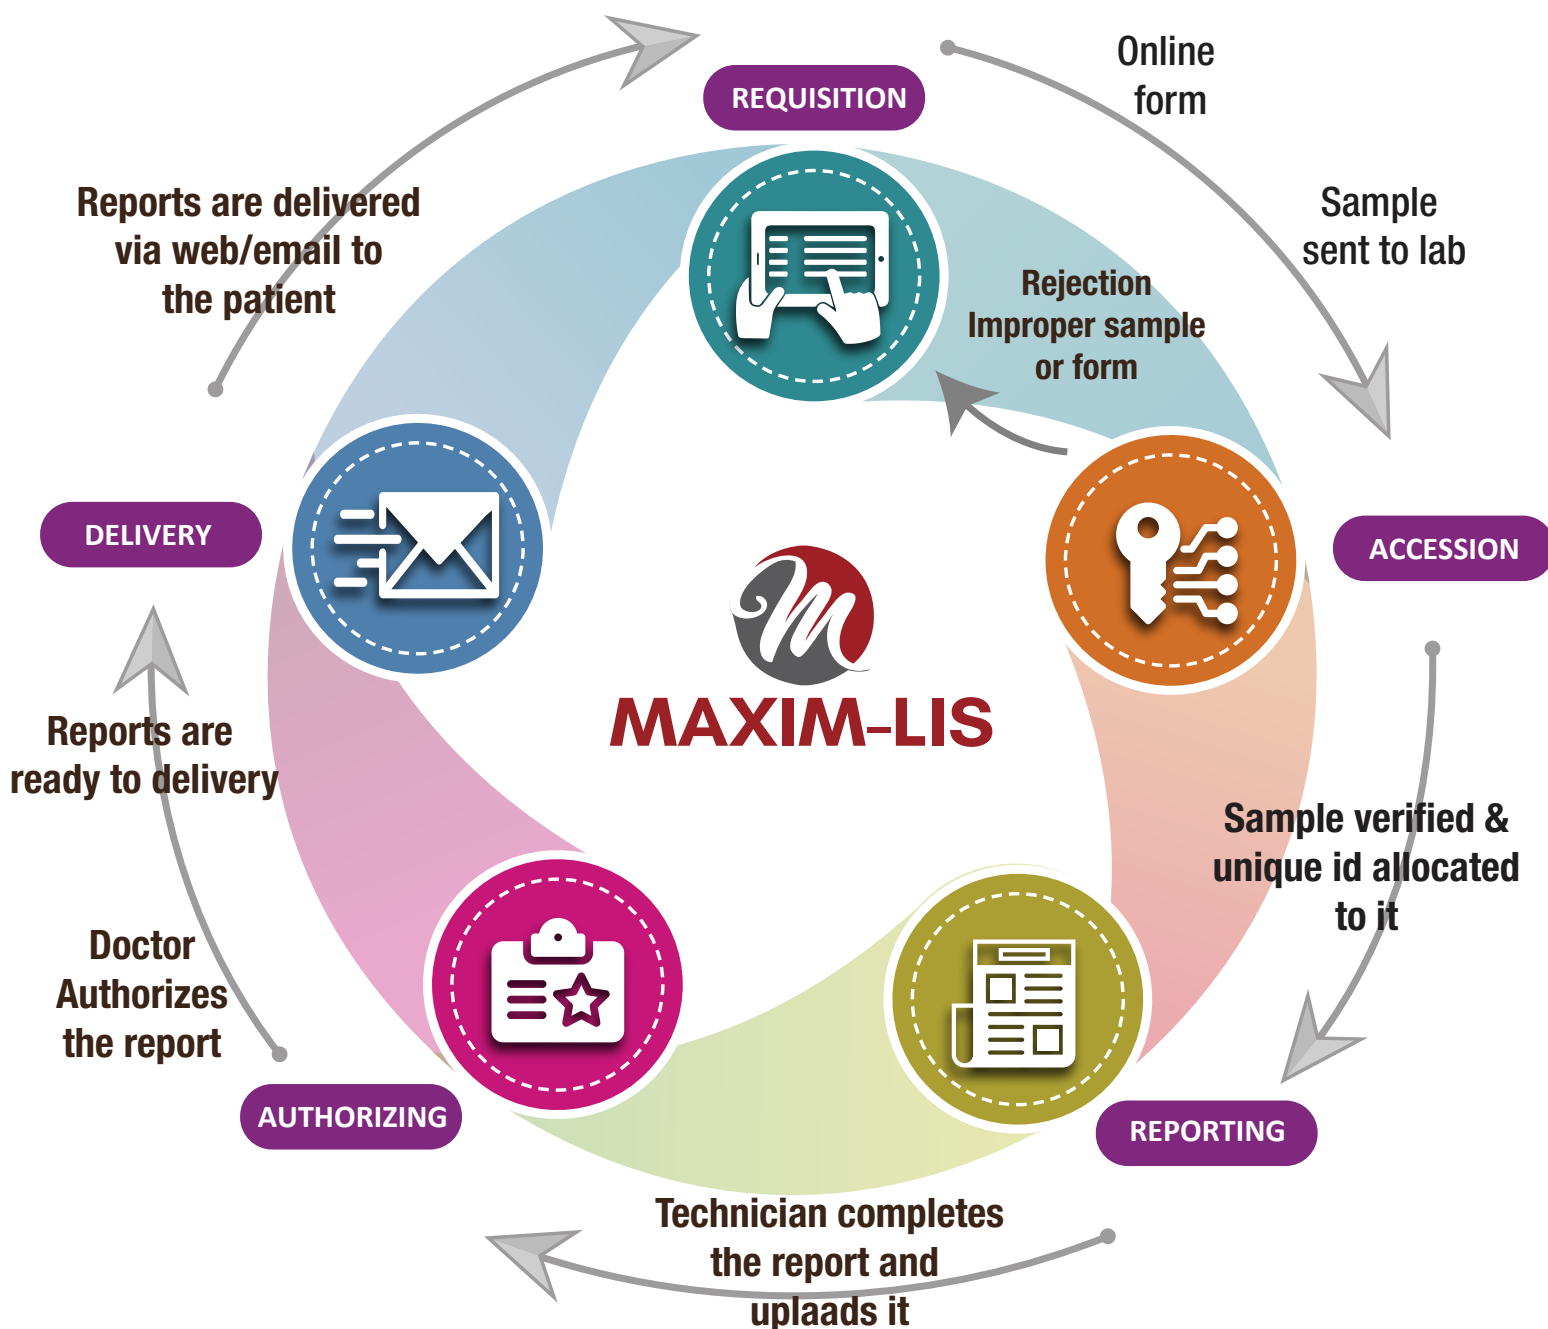 REQUISITION
Online
form
Sample
sent to lab
Rejection
Improper sample
or form
ACCESSION
Sample verified &
unique id allocated
to it
REPORTING
Technician completes
the report and
uplaads it
AUTHORIZING
Doctor
Authorizes
the report
Reports are
ready to delivery
DELIVERY
Reports are delivered
via web/email to
the patient
M
MAXIM-LIS